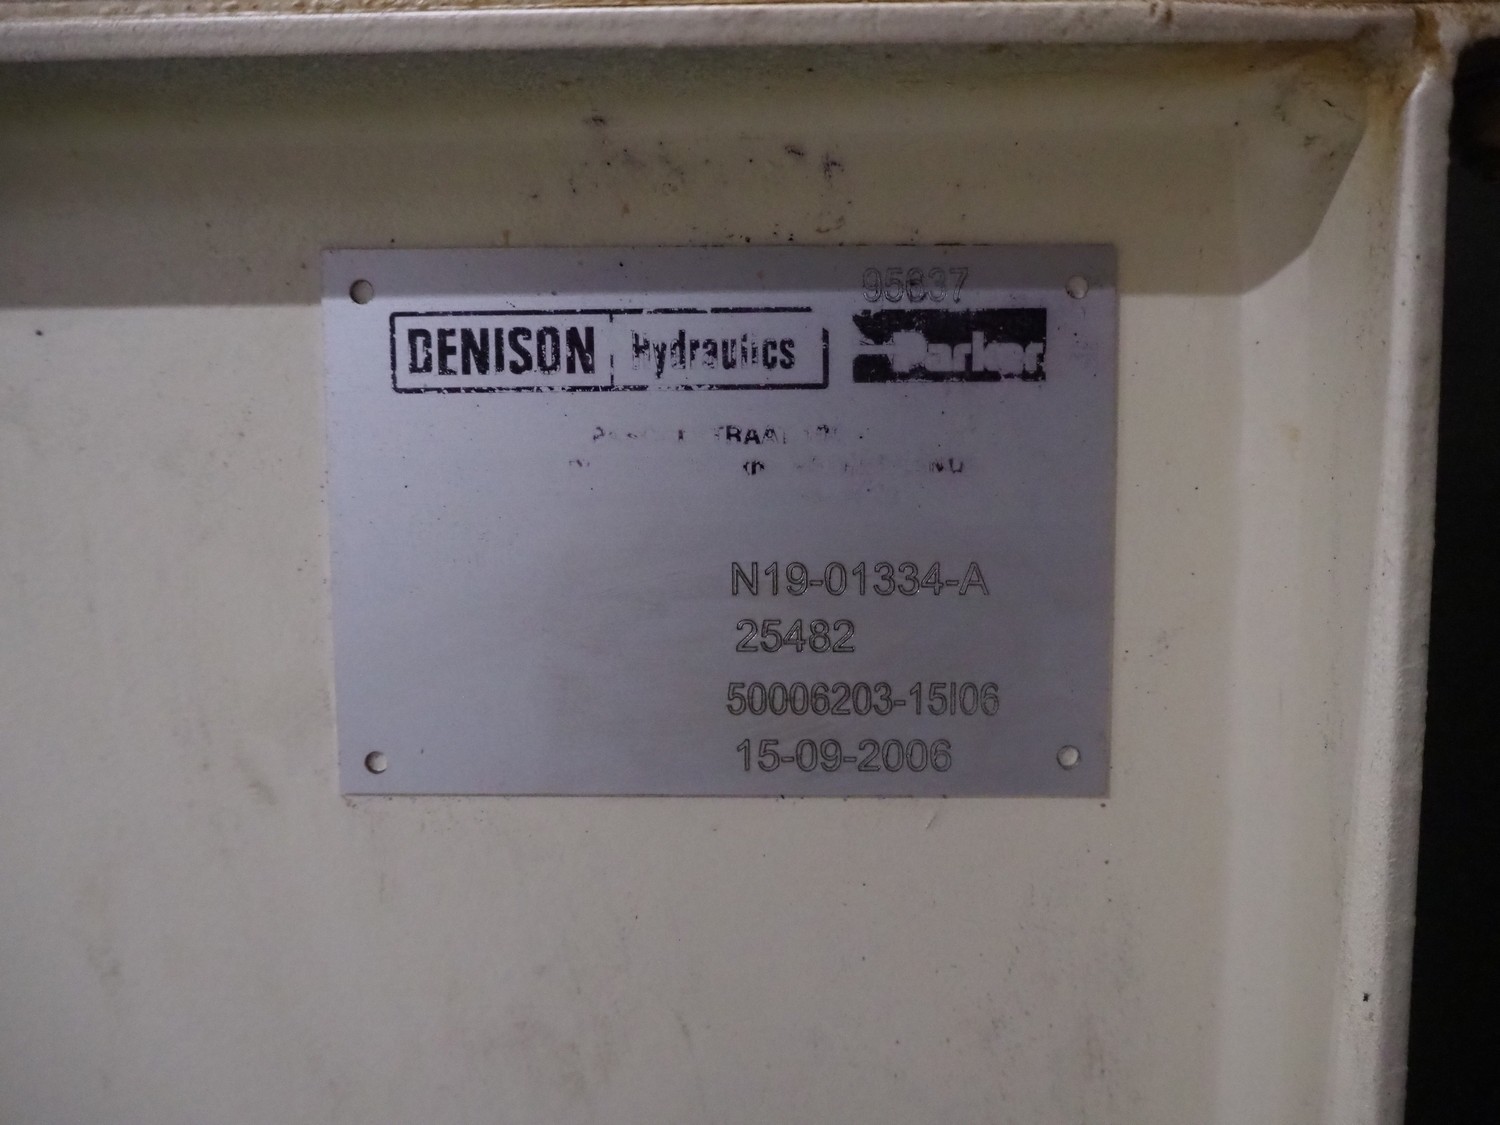 95837
DENISON Hydraulics Parker
N19-01334-A
25482
50006203-15I06
15-09-2006